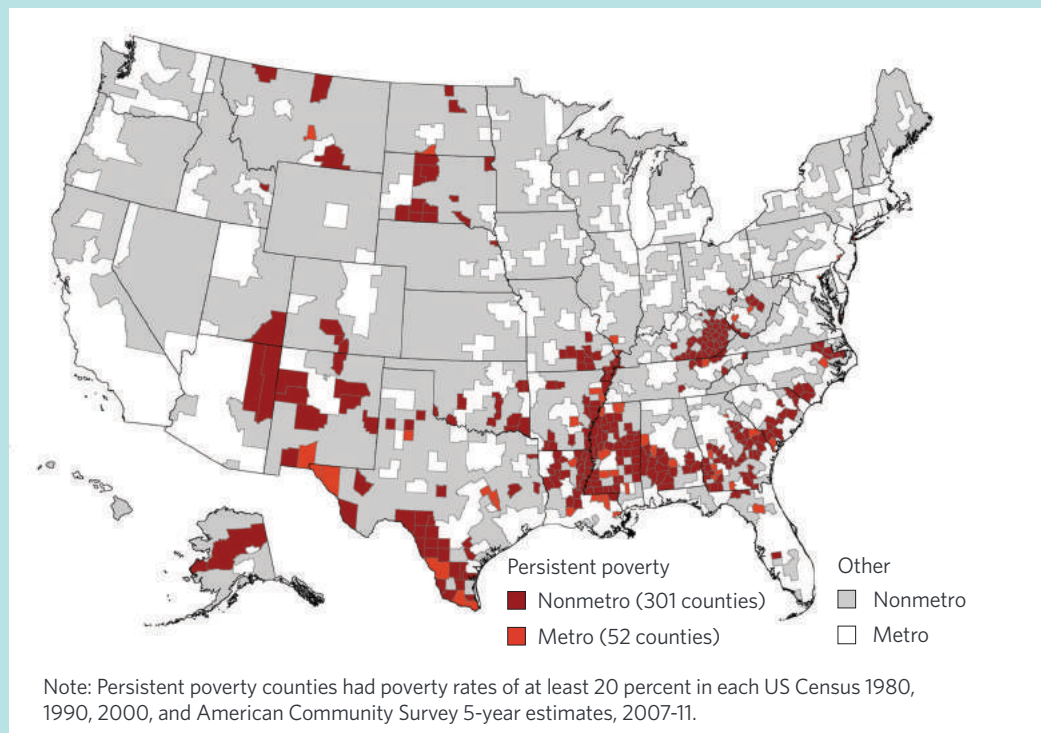 Persistent poverty
Nonmetro (301 counties)
Metro (52 counties)
Other
Nonmetro
Metro
Note: Persistent poverty counties had poverty rates of at least 20 percent in each US Census 1980,
1990, 2000, and American Community Survey 5-year estimates, 2007-11.